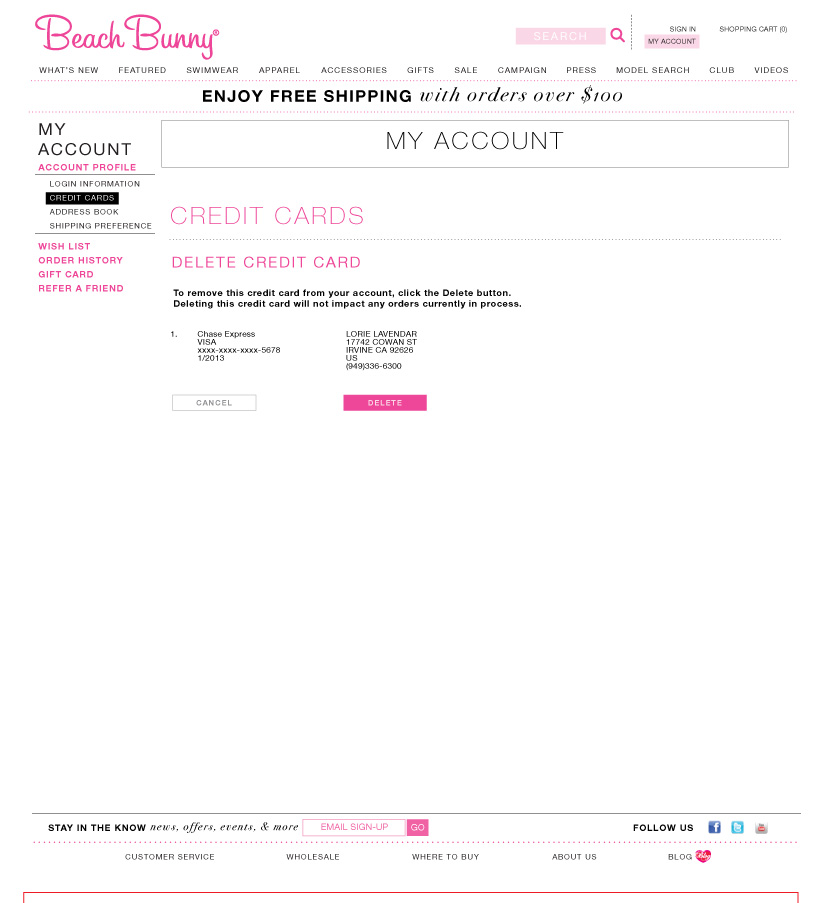 Beach Bunny®
SEARCH
SIGN IN
SHOPPING CART (0)
MY ACCOUNT
WHAT'S NEW FEATURED SWIMWEAR APPAREL ACCESSORIES GIFTS SALE CAMPAIGN PRESS MODEL SEARCH CLUB VIDEOS
ENJOY FREE SHIPPING with orders over $100
MY
ACCOUNT
ACCOUNT PROFILE
LOGIN INFORMATION
CREDIT CARDS
ADDRESS BOOK
SHIPPING PREFERENCE
WISH LIST
ORDER HISTORY
GIFT CARD
REFER A FRIEND
MY ACCOUNT
CREDIT CARDS
DELETE CREDIT CARD
To remove this credit card from your account, click the Delete button.
Deleting this credit card will not impact any orders currently in process.
1. Chase Express
VISA
xxxx-xxxx-xxxx-5678
1/2013
LORIE LAVENDAR
17742 COWAN ST
IRVINE CA 92626
US
(949)336-6300
CANCEL
DELETE
STAY IN THE KNOW news, offers, events, & more EMAIL SIGN-UP GO
FOLLOW US
CUSTOMER SERVICE WHOLESALE WHERE TO BUY ABOUT US BLOG